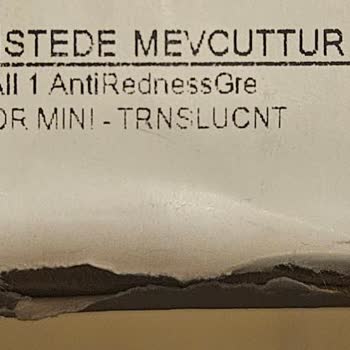 STEDE MEVCUTTUR
All 1 AntiRednessGre
OR MINI - TRNSLUCNT